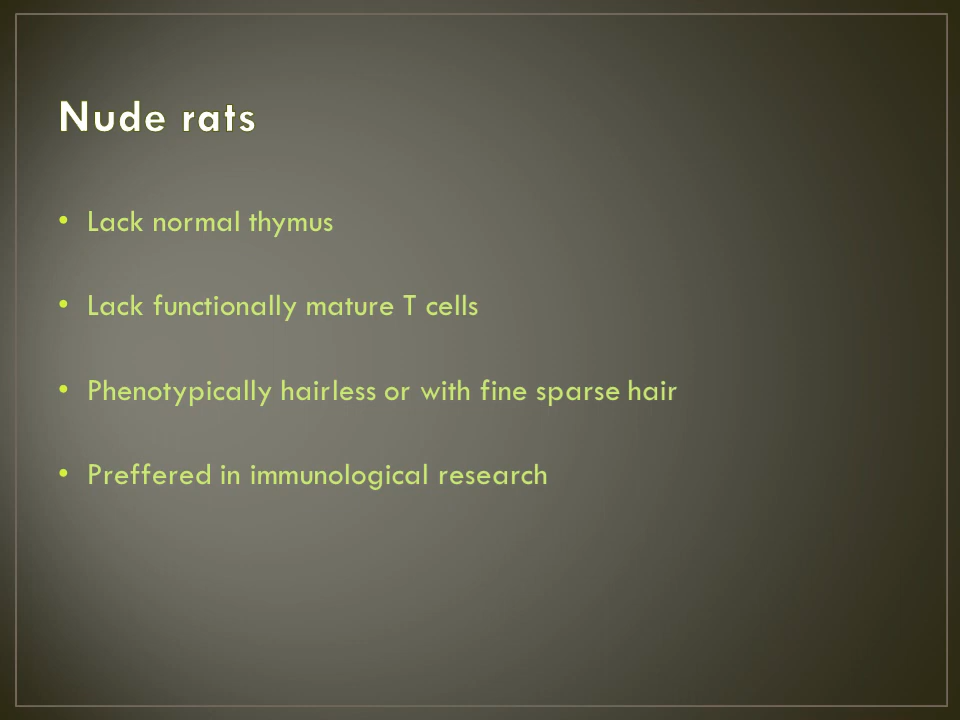 Nude rats
• Lack normal thymus
• Lack functionally mature T cells
• Phenotypically hairless or with fine sparse hair
• Preffered in immunological research